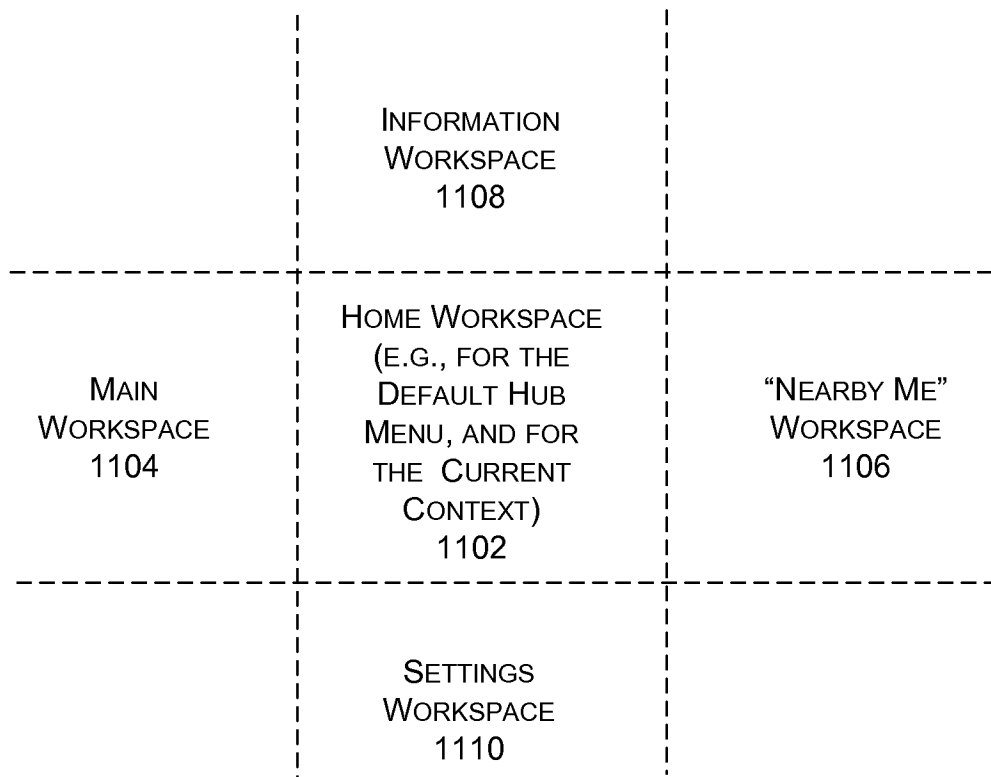 INFORMATION
WORKSPACE
1108
HOME WORKSPACE
(E.G., FOR THE
DEFAULT HUB
MENU, AND FOR
THE CURRENT
CONTEXT)
1102
MAIN
WORKSPACE
1104
“NEARBY ME”
WORKSPACE
1106
SETTINGS
WORKSPACE
1110